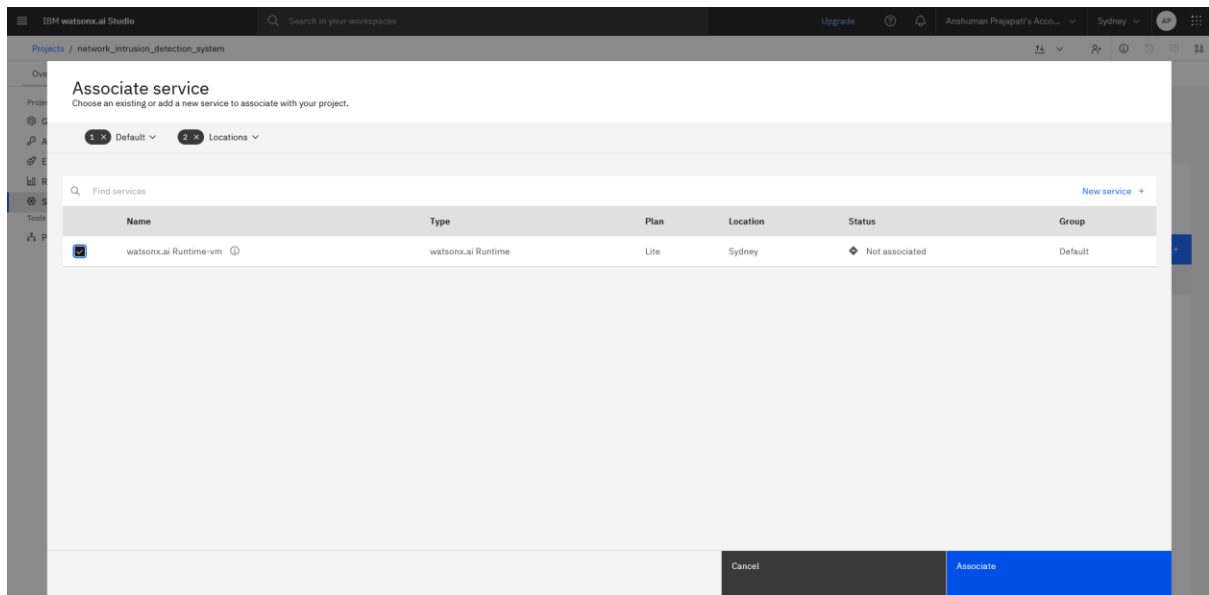 IBM watsonx.ai Studio
Search in your workspaces
Upgrade
Anshuman Prajapati's Acco...
Sydney
AP
Projects / network_intrusion_detection_system
Ove
Associate service
Choose an existing or add a new service to associate with your project.
Proje
G
1 × Default
2 × Locations
A
E
R
Find services
New service +
S
Tools
Name Type Plan Location Status Group
P
watsonx.ai Runtime-vm watsonx.ai Runtime Lite Sydney Not associated Default
Cancel
Associate